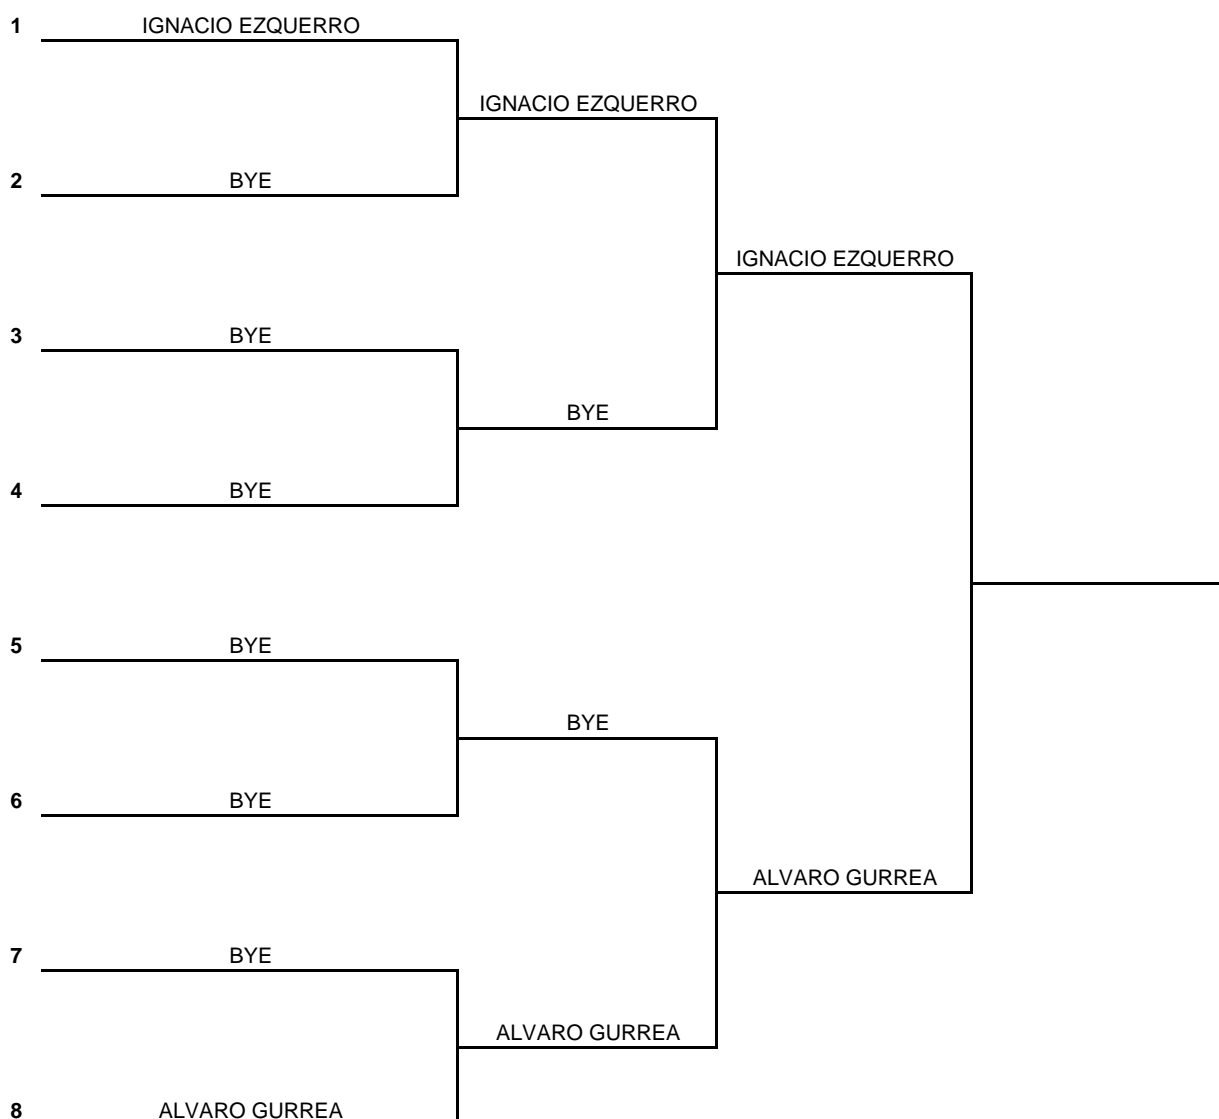 1 IGNACIO EZQUERRO
IGNACIO EZQUERRO
2 BYE
IGNACIO EZQUERRO
3 BYE
BYE
4 BYE
5 BYE
BYE
6 BYE
ALVARO GURREA
7 BYE
ALVARO GURREA
8 ALVARO GURREA